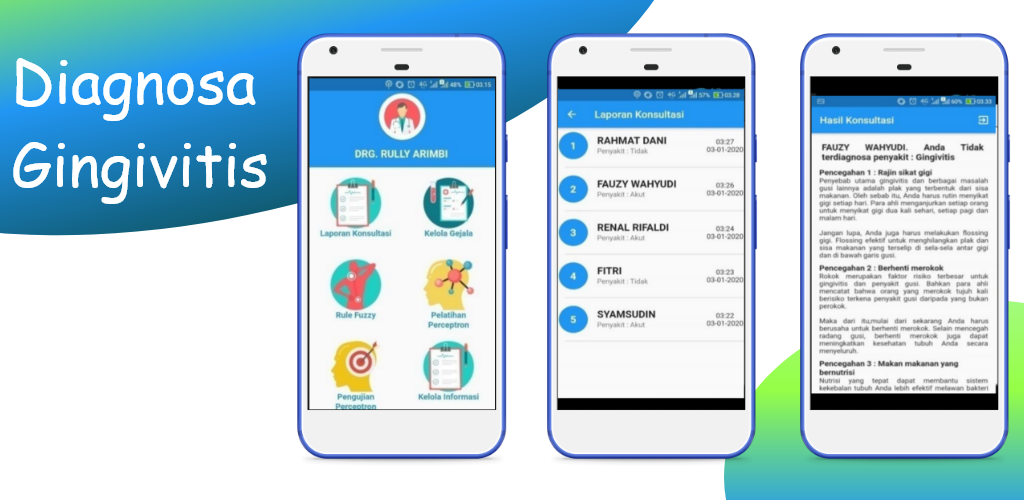 Diagnosa
Gingivitis
4G 48% 03:15
DRG. RULLY ARIMBI
Laporan Konsultasi
Kelola Gejala
Rule Fuzzy
Pelatihan
Perceptron
Pengujian
Perceptron
Kelola Informasi
4G 57% 03:28
Laporan Konsultasi
1
RAHMAT DANI
Penyakit : Tidak
03:27
03-01-2020
2
FAUZY WAHYUDI
Penyakit : Akut
03:26
03-01-2020
3
RENAL RIFALDI
Penyakit : Akut
03:24
03-01-2020
4
FITRI
Penyakit : Tidak
03:23
03-01-2020
5
SYAMSUDIN
Penyakit : Akut
03:22
03-01-2020
4G 60% 03:33
Hasil Konsultasi
FAUZY WAHYUDI. Anda Tidak
terdiagnosa penyakit : Gingivitis
Pencegahan 1 : Rajin sikat gigi
Penyebab utama gingivitis dan berbagai masalah
gusi lainnya adalah plak yang terbentuk dari sisa
makanan. Oleh sebab itu, Anda harus rutin menyikat
gigi setiap hari. Para ahli menganjurkan setiap orang
untuk menyikat gigi dua kali sehari, setiap pagi dan
malam hari.
Jangan lupa, Anda juga harus melakukan flossing
gigi. Flossing efektif untuk menghilangkan plak dan
sisa makanan yang terselip di sela-sela antar gigi
dan di bawah garis gusi.
Pencegahan 2 : Berhenti merokok
Rokok merupakan faktor risiko terbesar untuk
gingivitis dan penyakit gusi. Bahkan para ahli
mencatat bahwa orang yang merokok tujuh kali
berisiko terkena penyakit gusi daripada yang bukan
perokok.
Maka dari itu,mulai dari sekarang Anda harus
berusaha untuk berhenti merokok. Selain mencegah
radang gusi, berhenti merokok juga dapat
meningkatkan kesehatan tubuh Anda secara
menyeluruh.
Pencegahan 3 : Makan makanan yang
bernutrisi
Nutrisi yang tepat dapat membantu sistem
kekebalan tubuh Anda lebih efektif melawan bakteri